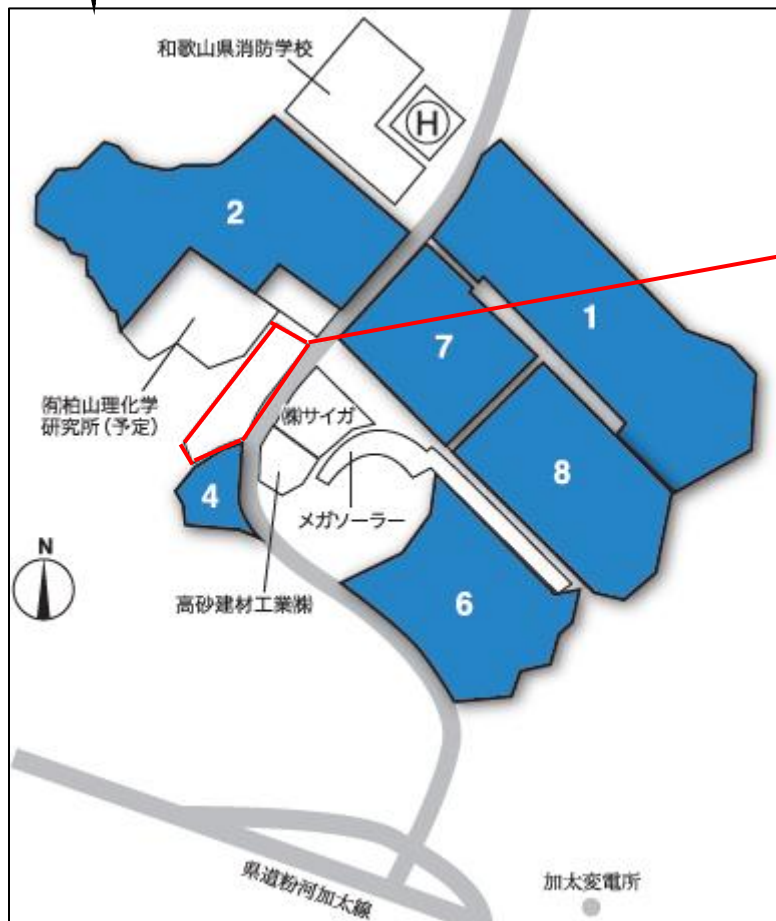 和歌山県消防学校
H
2
1
7
㈲柏山理化学
研究所（予定）
㈱サイガ
8
4
メガソーラー
N
高砂建材工業㈱
6
県道粉河加太線
加太変電所